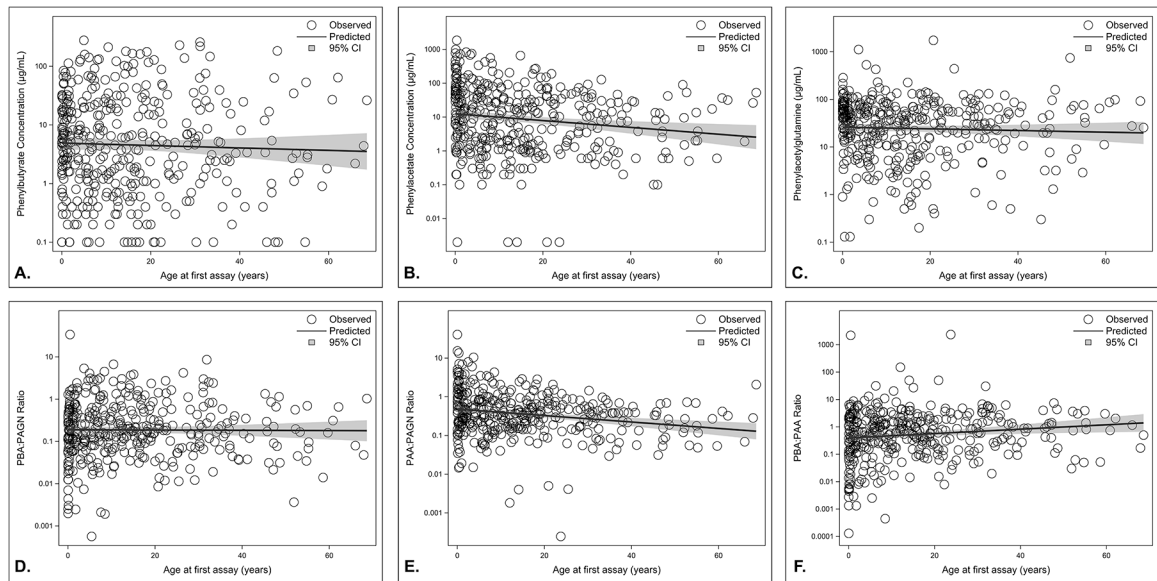 Observed
Predicted
95% CI
100
10
1
0.1
Phenylbutyrate Concentration (µg/mL)
0
20
40
60
Age at first assay (years)
A.
Observed
Predicted
95% CI
1000
100
10
1
0.1
0.01
Phenylacetate Concentration (µg/mL)
0
20
40
60
Age at first assay (years)
B.
Observed
Predicted
95% CI
1000
100
10
1
0.1
Phenylacetylglutamine (µg/mL)
0
20
40
60
Age at first assay (years)
C.
Observed
Predicted
95% CI
10
1
0.1
0.01
0.001
PBA:PAGN Ratio
0
20
40
60
Age at first assay (years)
D.
Observed
Predicted
95% CI
10
1
0.1
0.01
0.001
PAA:PAGN Ratio
0
20
40
60
Age at first assay (years)
E.
Observed
Predicted
95% CI
1000
100
10
1
0.1
0.01
0.001
0.0001
PBA:PAA Ratio
0
20
40
60
Age at first assay (years)
F.